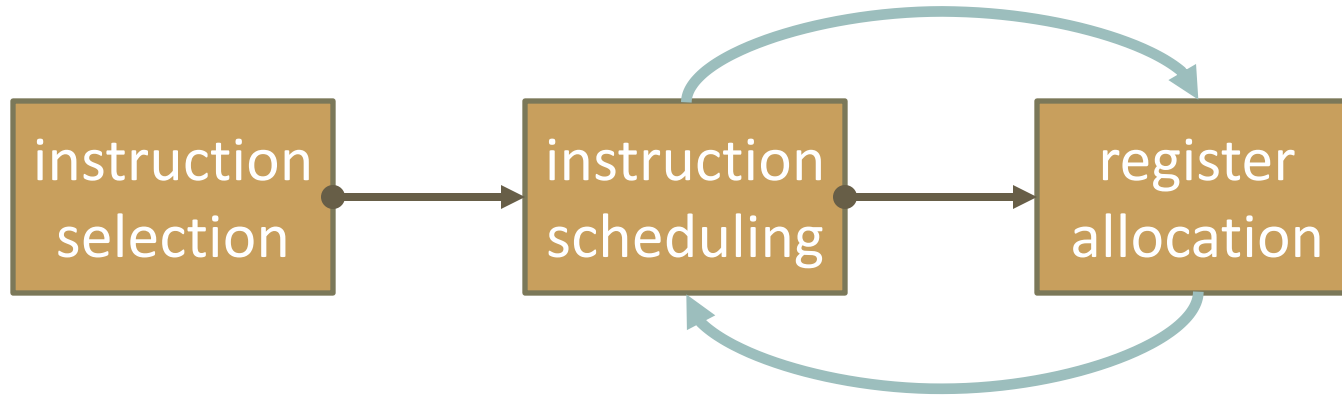 instruction
selection
instruction
scheduling
register
allocation